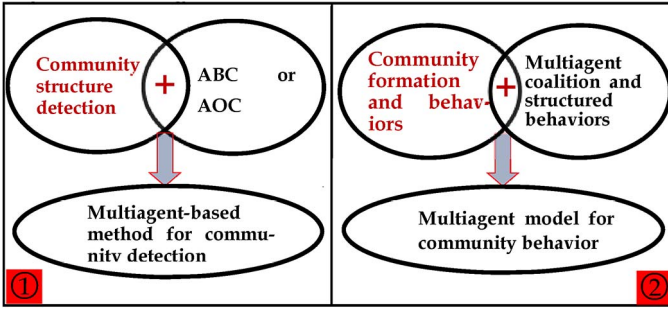 Community
structure
detection
+
ABC or
AOC
Multiagent-based
method for commu-
nity detection
①
Community
formation
and behav-
iors
+
Multiagent
coalition and
structured
behaviors
Multiagent model for
community behavior
②